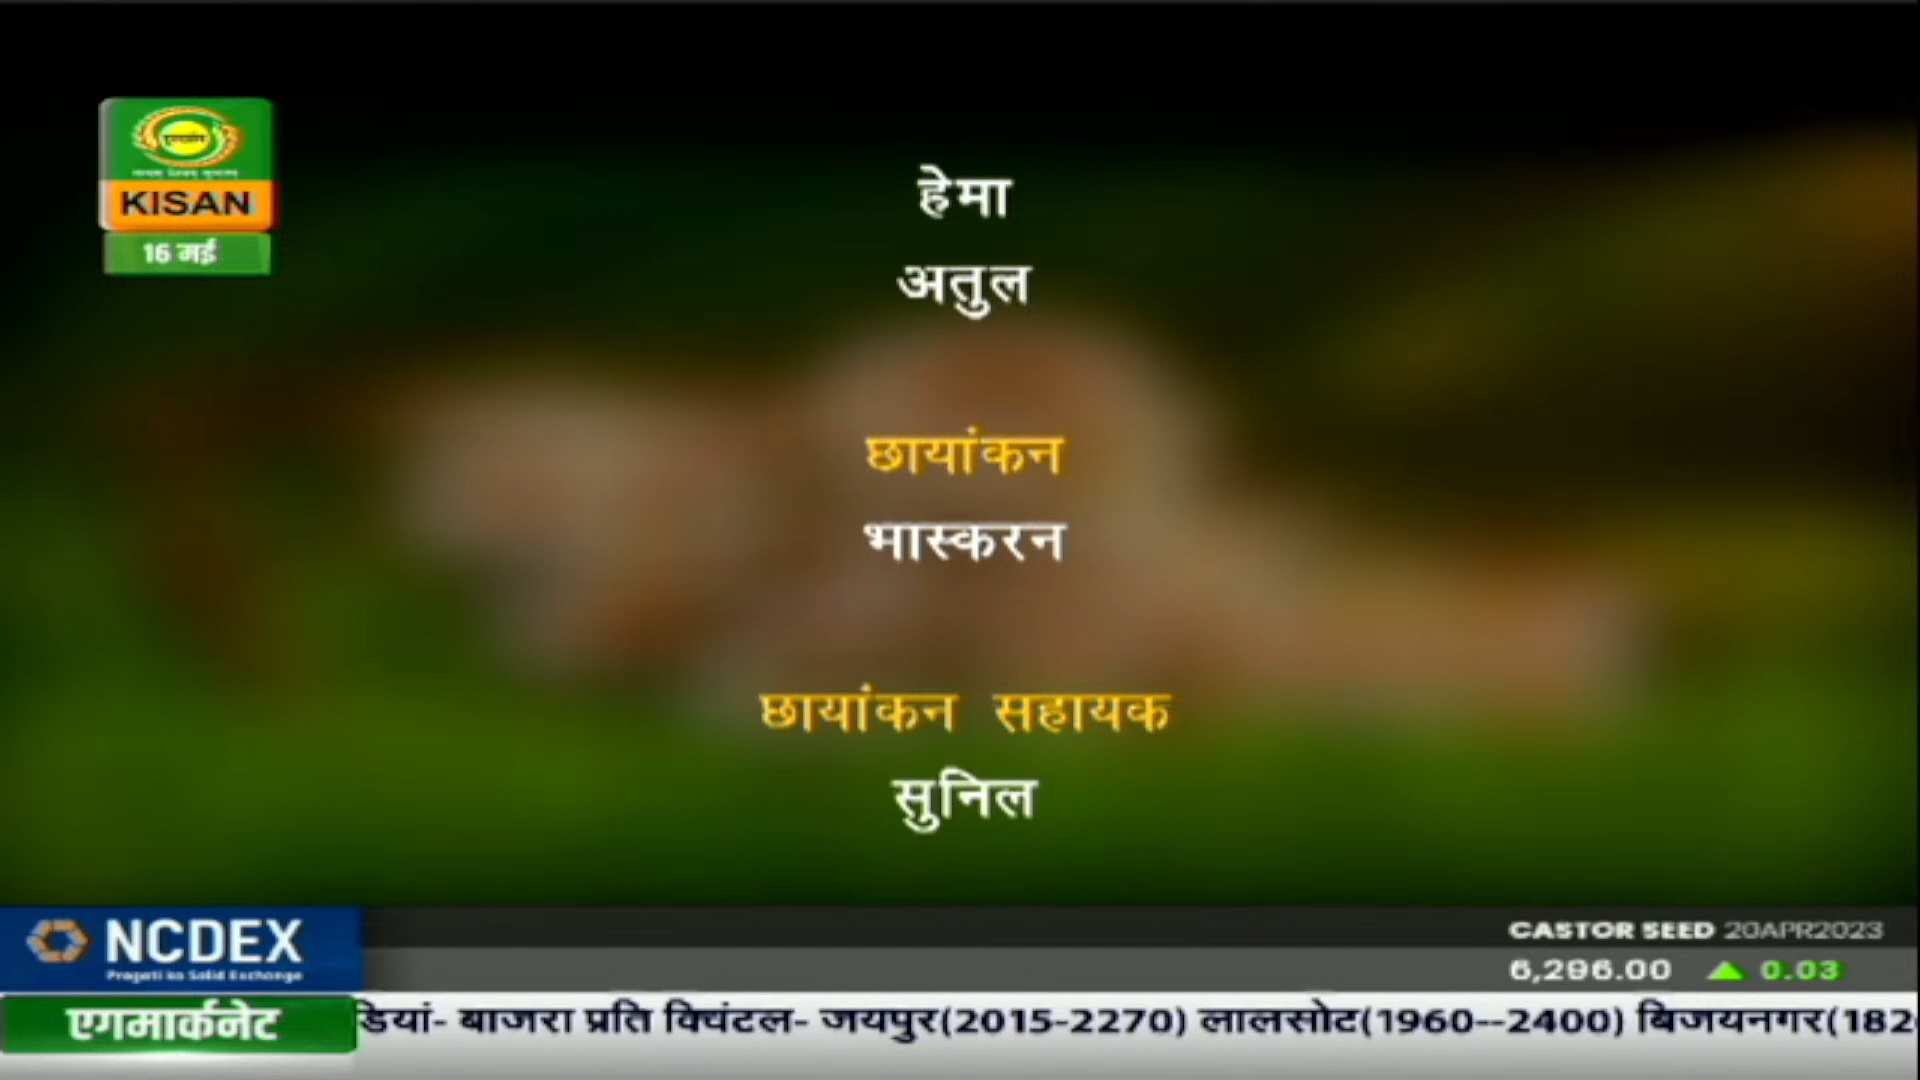 KISAN
16 मई
हेमा
अतुल
छायांकन
भास्करन
छायांकन सहायक
सुनिल
NCDEX
Pragati ka Solid Exchange
CASTOR SEED 20APR2023
6,296.00 ▲ 0.03
एगमार्कनेट
डियां- बाजरा प्रति क्विंटल- जयपुर(2015-2270) लालसोट(1960--2400) बिजयनगर(182